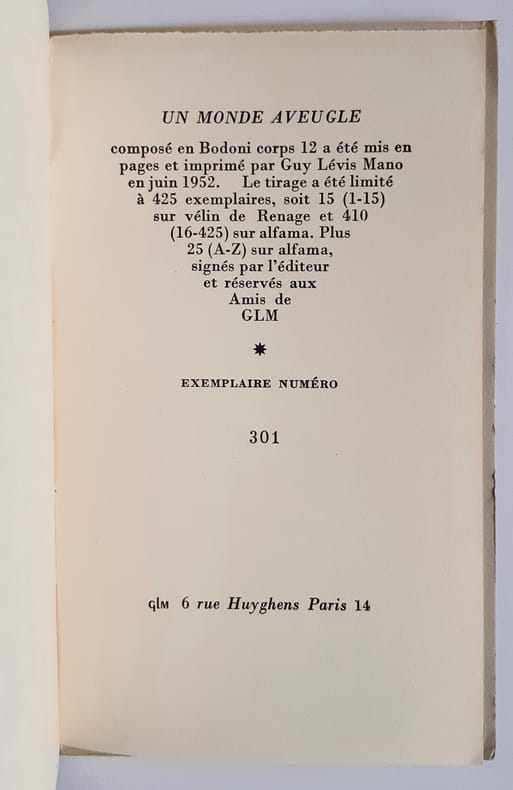 UN MONDE AVEUGLE
composé en Bodoni corps 12 a été mis en
pages et imprimé par Guy Lévis Mano
en juin 1952. Le tirage a été limité
à 425 exemplaires, soit 15 (1-15)
sur vélin de Renage et 410
(16-425) sur alfama. Plus
25 (A-Z) sur alfama,
signés par l'éditeur
et réservés aux
Amis de
GLM
EXEMPLAIRE NUMÉRO
301
GLM 6 rue Huyghens Paris 14